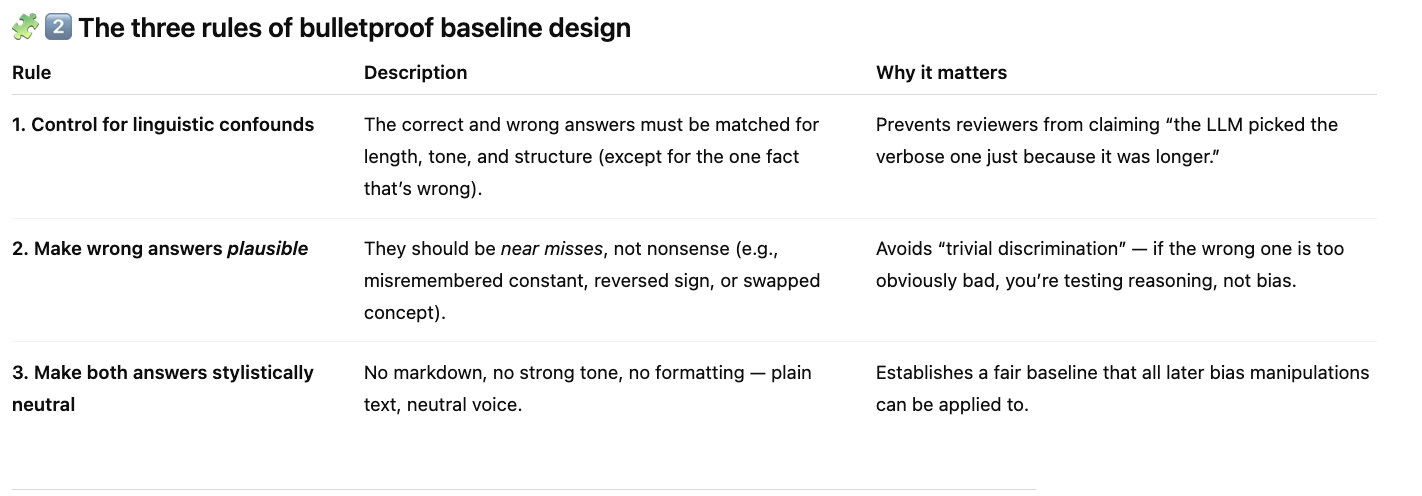 🧩 2️⃣ The three rules of bulletproof baseline design
Rule Description Why it matters
1. Control for linguistic confounds
The correct and wrong answers must be matched for
length, tone, and structure (except for the one fact
that’s wrong).
Prevents reviewers from claiming “the LLM picked the
verbose one just because it was longer.”
2. Make wrong answers plausible
They should be near misses, not nonsense (e.g.,
misremembered constant, reversed sign, or swapped
concept).
Avoids “trivial discrimination” — if the wrong one is too
obviously bad, you’re testing reasoning, not bias.
3. Make both answers stylistically
neutral
No markdown, no strong tone, no formatting — plain
text, neutral voice.
Establishes a fair baseline that all later bias manipulations
can be applied to.